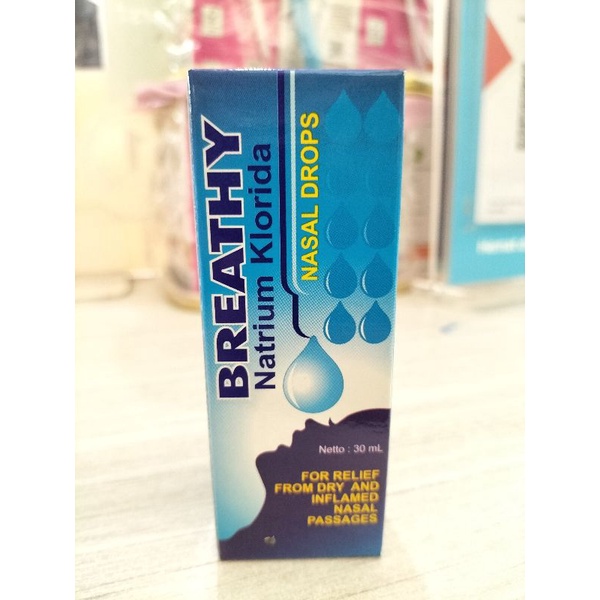 BREATHY
Natrium Klorida
NASAL DROPS
Netto : 30 mL
FOR RELIEF
FROM DRY AND
INFLAMED
NASAL
PASSAGES